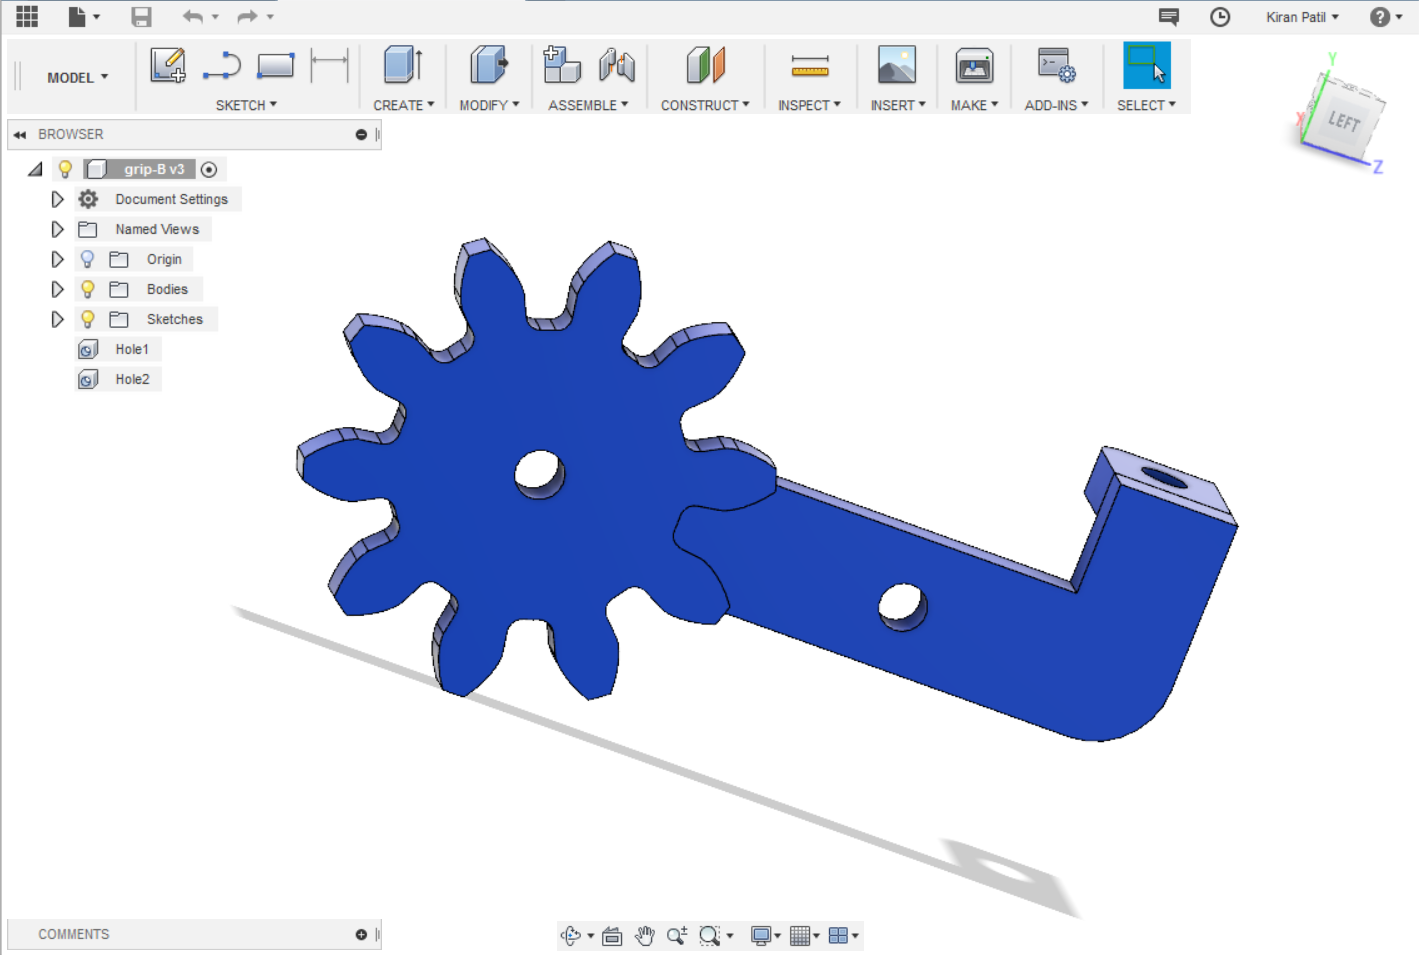 Kiran Patil
?
MODEL
SKETCH
CREATE
MODIFY
ASSEMBLE
CONSTRUCT
INSPECT
INSERT
MAKE
ADD-INS
SELECT
Y
X
LEFT
Z
BROWSER
grip-B v3
Document Settings
Named Views
Origin
Bodies
Sketches
Hole1
Hole2
COMMENTS